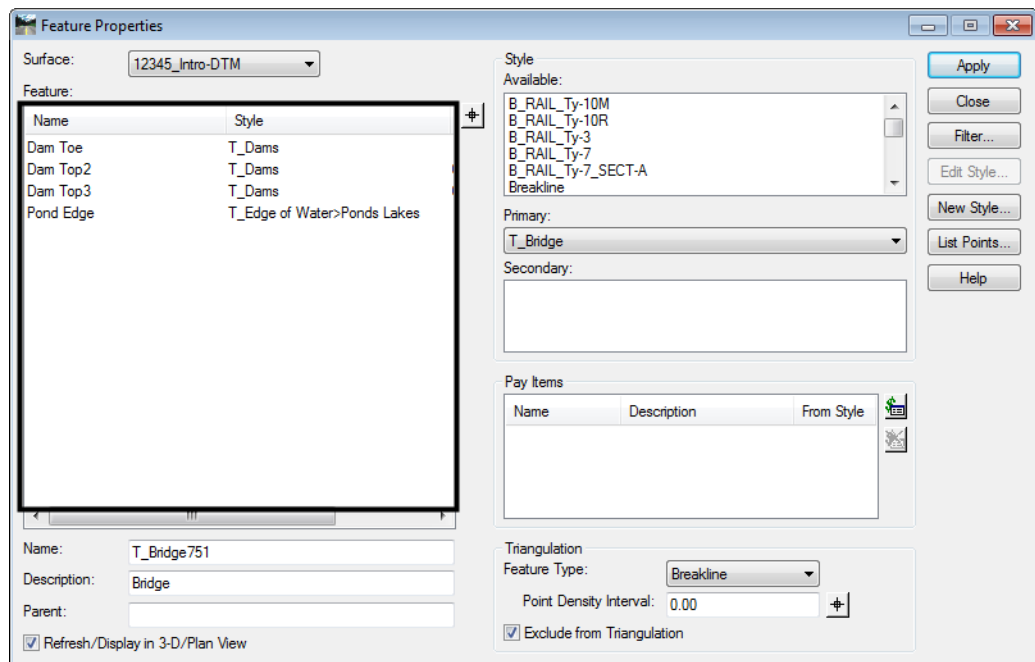 Feature Properties
Surface:
12345_Intro-DTM
Feature:
Name Style
Dam Toe T_Dams
Dam Top2 T_Dams
Dam Top3 T_Dams
Pond Edge T_Edge of Water>Ponds Lakes
Name: T_Bridge751
Description: Bridge
Parent:
Refresh/Display in 3-D/Plan View
Style
Available:
B_RAIL_Ty-10M
B_RAIL_Ty-10R
B_RAIL_Ty-3
B_RAIL_Ty-7
B_RAIL_Ty-7_SECT-A
Breakline
Primary:
T_Bridge
Secondary:
Pay Items
Name Description From Style
Triangulation
Feature Type: Breakline
Point Density Interval: 0.00
Exclude from Triangulation
Apply
Close
Filter...
Edit Style...
New Style...
List Points...
Help